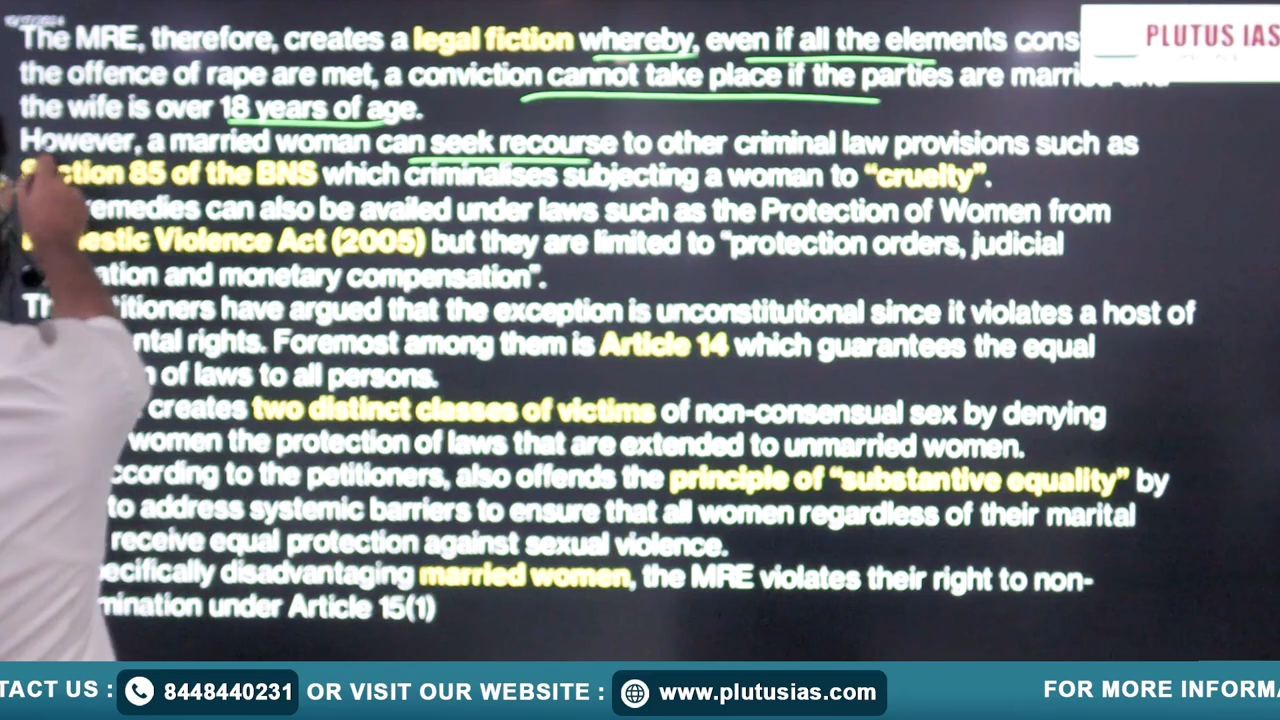 The MRE, therefore, creates a legal fiction whereby, even if all the elements
the offence of rape are met, a conviction cannot take place if the parties are
the wife is over 18 years of age.
However, a married woman can seek recourse to other criminal law provisions such as
85 of the BNS which criminalises subjecting a woman to “cruelty”.
remedies can also be availed under laws such as the Protection of Women from
Violence Act (2005) but they are limited to “protection orders, judicial
and monetary compensation”.
have argued that the exception is unconstitutional since it violates a host of
rights. Foremost among them is Article 14 which guarantees the equal
of laws to all persons.
creates two distinct classes of victims of non-consensual sex by denying
women the protection of laws that are extended to unmarried women.
according to the petitioners, also offends the principle of “substantive equality” by
to address systemic barriers to ensure that all women regardless of their marital
receive equal protection against sexual violence.
disadvantaging married women, the MRE violates their right to non-
under Article 15(1)
PLUTUS IAS
TACT US : 8448440231 OR VISIT OUR WEBSITE : www.plutusias.com FOR MORE INFORMA